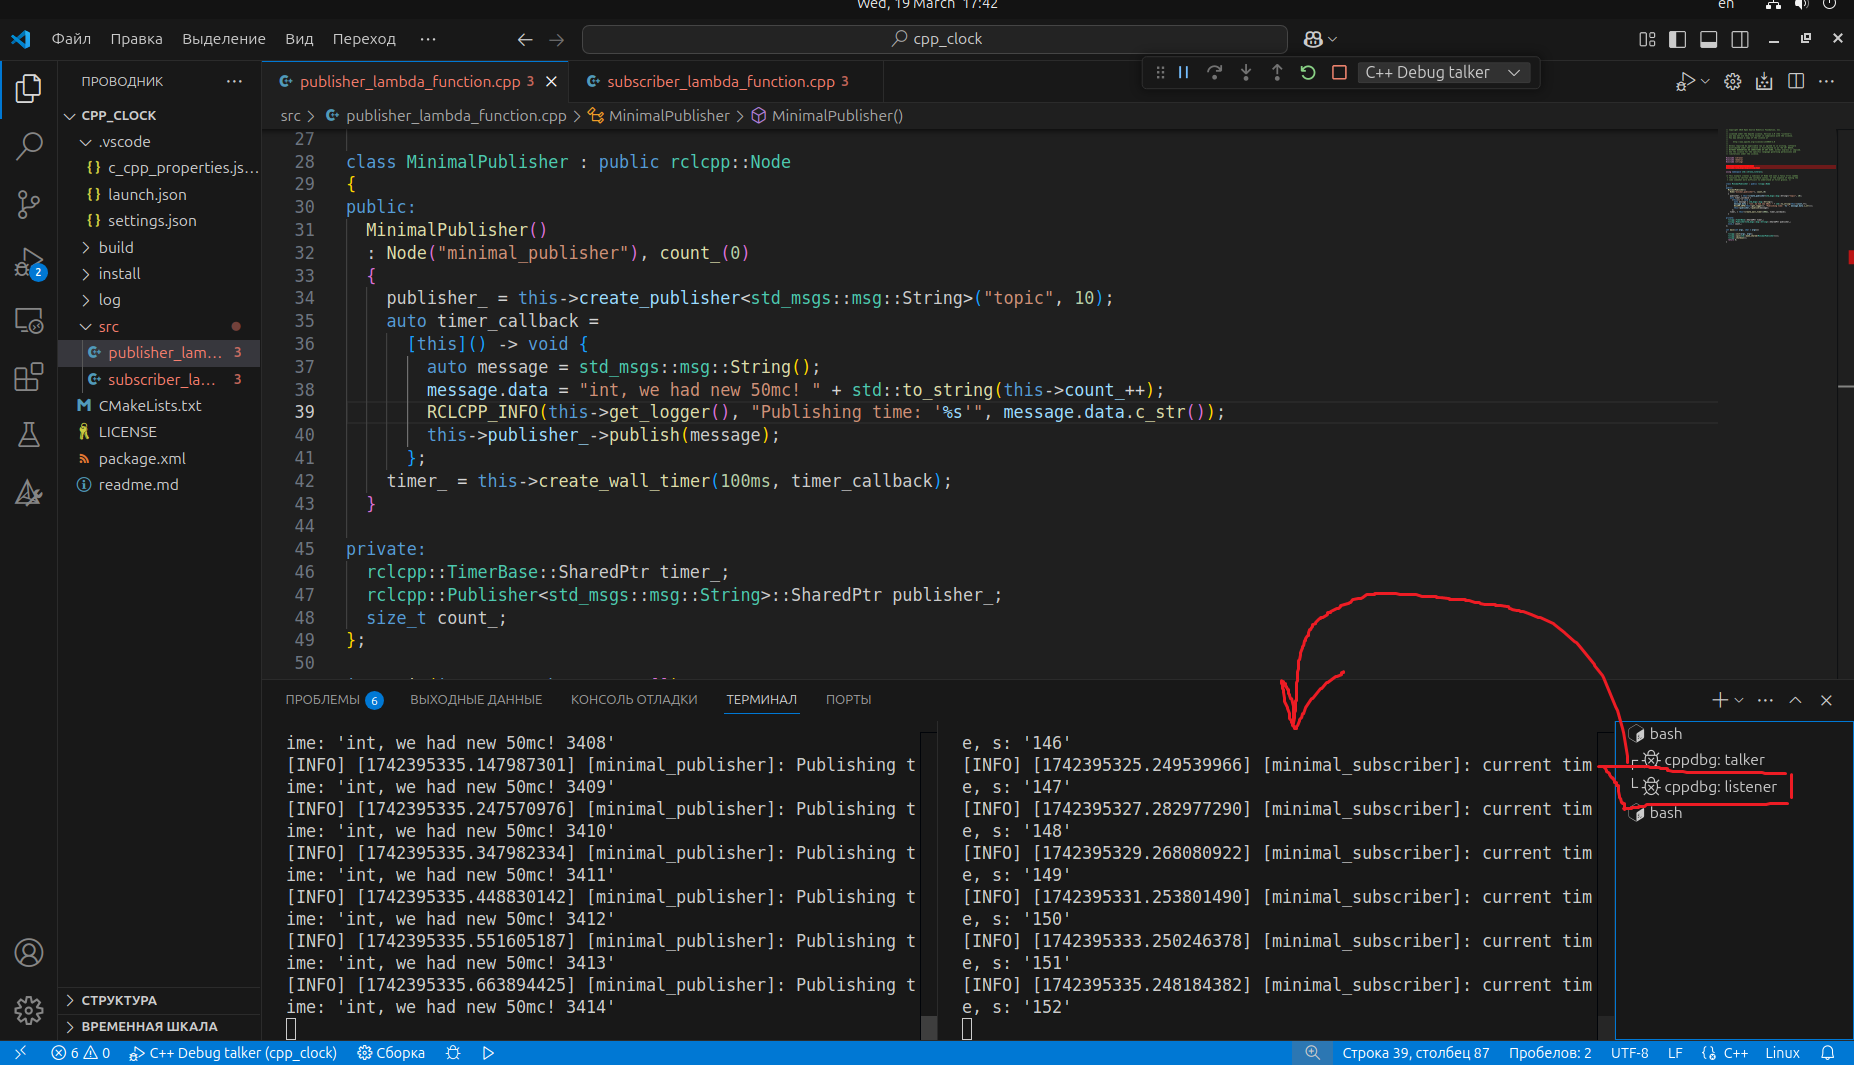 Wed, 19 March 17:42
en
Файл Правка Выделение Вид Переход ···
cpp_clock
ПРОВОДНИК ···
publisher_lambda_function.cpp 3
subscriber_lambda_function.cpp 3
C++ Debug talker
CPP_CLOCK
.vscode
c_cpp_properties.js...
launch.json
settings.json
build
install
log
src
publisher_lam... 3
subscriber_la... 3
CMakeLists.txt
LICENSE
package.xml
readme.md
2
СТРУКТУРА
ВРЕМЕННАЯ ШКАЛА
src > publisher_lambda_function.cpp > MinimalPublisher > MinimalPublisher()
27
28 class MinimalPublisher : public rclcpp::Node
29 {
30 public:
31 MinimalPublisher()
32 : Node("minimal_publisher"), count_(0)
33 {
34 publisher_ = this->create_publisher<std_msgs::msg::String>("topic", 10);
35 auto timer_callback =
36 [this]() -> void {
37 auto message = std_msgs::msg::String();
38 message.data = "int, we had new 50mc! " + std::to_string(this->count_++);
39 RCLCPP_INFO(this->get_logger(), "Publishing time: '%s'", message.data.c_str());
40 this->publisher_->publish(message);
41 };
42 timer_ = this->create_wall_timer(100ms, timer_callback);
43 }
44
45 private:
46 rclcpp::TimerBase::SharedPtr timer_;
47 rclcpp::Publisher<std_msgs::msg::String>::SharedPtr publisher_;
48 size_t count_;
49 };
50
ПРОБЛЕМЫ 6 ВЫХОДНЫЕ ДАННЫЕ КОНСОЛЬ ОТЛАДКИ ТЕРМИНАЛ ПОРТЫ
ime: 'int, we had new 50mc! 3408'
[INFO] [1742395335.147987301] [minimal_publisher]: Publishing t
ime: 'int, we had new 50mc! 3409'
[INFO] [1742395335.247570976] [minimal_publisher]: Publishing t
ime: 'int, we had new 50mc! 3410'
[INFO] [1742395335.347982334] [minimal_publisher]: Publishing t
ime: 'int, we had new 50mc! 3411'
[INFO] [1742395335.448830142] [minimal_publisher]: Publishing t
ime: 'int, we had new 50mc! 3412'
[INFO] [1742395335.551605187] [minimal_publisher]: Publishing t
ime: 'int, we had new 50mc! 3413'
[INFO] [1742395335.663894425] [minimal_publisher]: Publishing t
ime: 'int, we had new 50mc! 3414'
e, s: '146'
[INFO] [1742395325.249539966] [minimal_subscriber]: current tim
e, s: '147'
[INFO] [1742395327.282977290] [minimal_subscriber]: current tim
e, s: '148'
[INFO] [1742395329.268080922] [minimal_subscriber]: current tim
e, s: '149'
[INFO] [1742395331.253801490] [minimal_subscriber]: current tim
e, s: '150'
[INFO] [1742395333.250246378] [minimal_subscriber]: current tim
e, s: '151'
[INFO] [1742395335.248184382] [minimal_subscriber]: current tim
e, s: '152'
bash
cppdbg: talker
cppdbg: listener
bash
6 0 C++ Debug talker (cpp_clock) Сборка
Строка 39, столбец 87 Пробелов: 2 UTF-8 LF C++ Linux